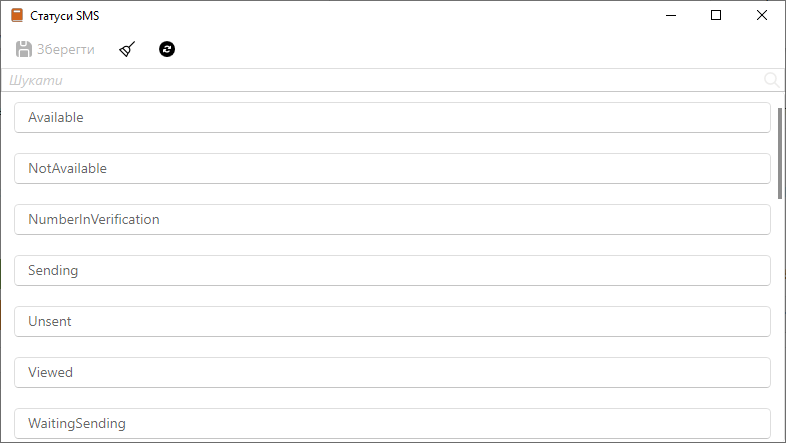 Статуси SMS
Зберегти
Шукати
Available
NotAvailable
NumberInVerification
Sending
Unsent
Viewed
WaitingSending